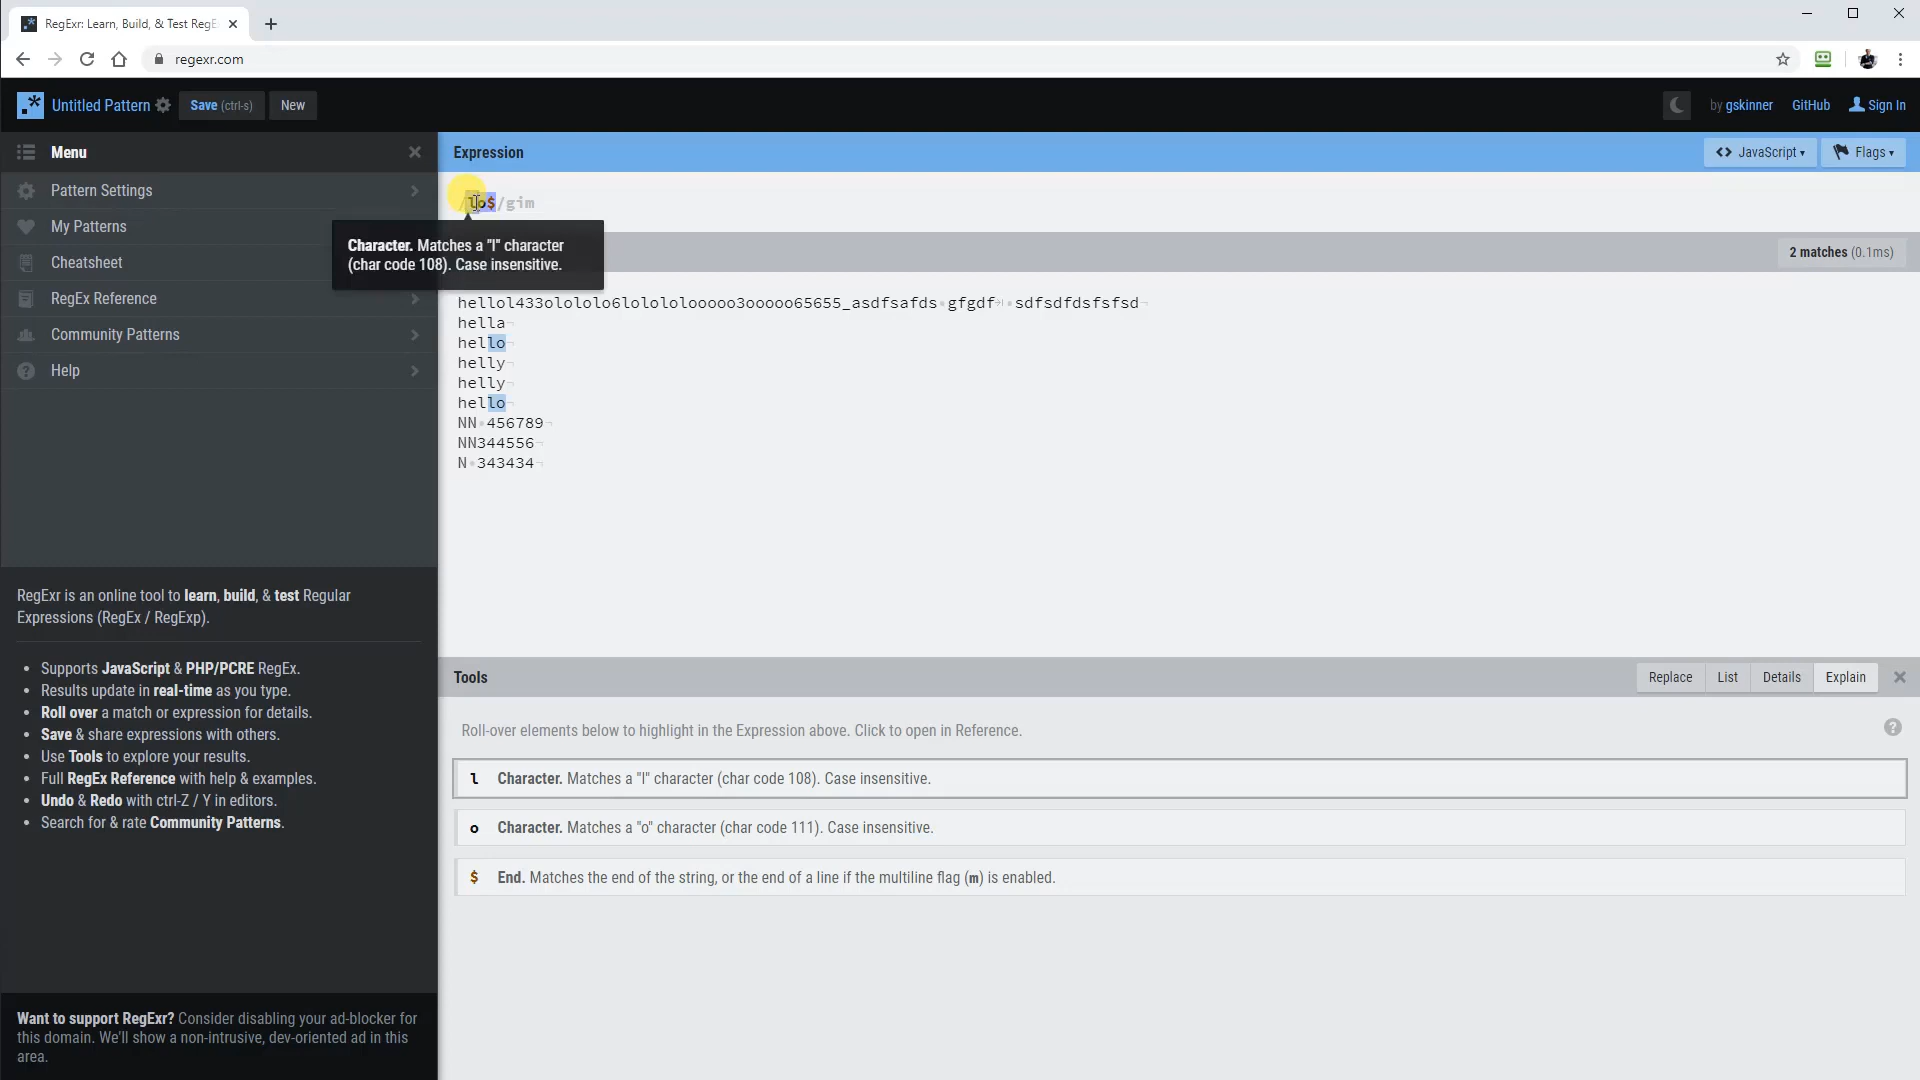 RegExr: Learn, Build, & Test RegE
regexr.com
Untitled Pattern
Save (ctrl-s)
New
by gskinner
GitHub
Sign In
Menu
Pattern Settings
My Patterns
Cheatsheet
RegEx Reference
Community Patterns
Help
RegExr is an online tool to learn, build, & test Regular
Expressions (RegEx / RegExp).
Supports JavaScript & PHP/PCRE RegEx.
Results update in real-time as you type.
Roll over a match or expression for details.
Save & share expressions with others.
Use Tools to explore your results.
Full RegEx Reference with help & examples.
Undo & Redo with ctrl-Z / Y in editors.
Search for & rate Community Patterns.
Want to support RegExr? Consider disabling your ad-blocker for
this domain. We'll show a non-intrusive, dev-oriented ad in this
area.
Expression
JavaScript
Flags
/lo$/gim
Character. Matches a "l" character
(char code 108). Case insensitive.
2 matches (0.1ms)
hellol433olololo6lolololooooo3ooooo65655_asdfsafds gfgdf sdfsdfdsfsfsd
hella
hello
helly
helly
hello
NN 456789
NN344556
N 343434
Tools
Replace
List
Details
Explain
Roll-over elements below to highlight in the Expression above. Click to open in Reference.
l Character. Matches a "l" character (char code 108). Case insensitive.
o Character. Matches a "o" character (char code 111). Case insensitive.
$ End. Matches the end of the string, or the end of a line if the multiline flag (m) is enabled.